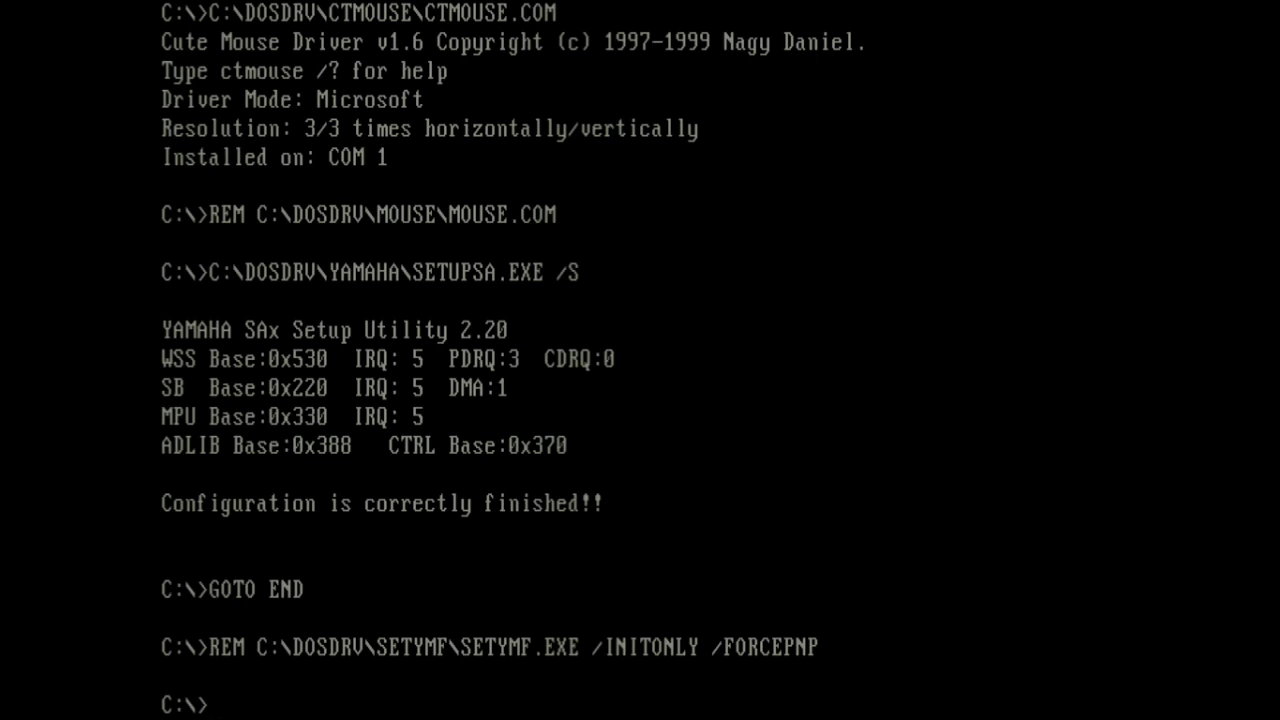 C:\>C:\DOSDRV\CTMOUSE\CTMOUSE.COM
Cute Mouse Driver v1.6 Copyright (c) 1997-1999 Nagy Daniel.
Type ctmouse /? for help
Driver Mode: Microsoft
Resolution: 3/3 times horizontally/vertically
Installed on: COM 1
C:\>REM C:\DOSDRV\MOUSE\MOUSE.COM
C:\>C:\DOSDRV\YAMAHA\SETUPSA.EXE /S
YAMAHA SAx Setup Utility 2.20
WSS Base:0x530  IRQ: 5  PDRQ:3  CDRQ:0
SB  Base:0x220  IRQ: 5  DMA:1
MPU Base:0x330  IRQ: 5
ADLIB Base:0x388   CTRL Base:0x370
Configuration is correctly finished!!
C:\>GOTO END
C:\>REM C:\DOSDRV\SETYMF\SETYMF.EXE /INITONLY /FORCEPNP
C:\>